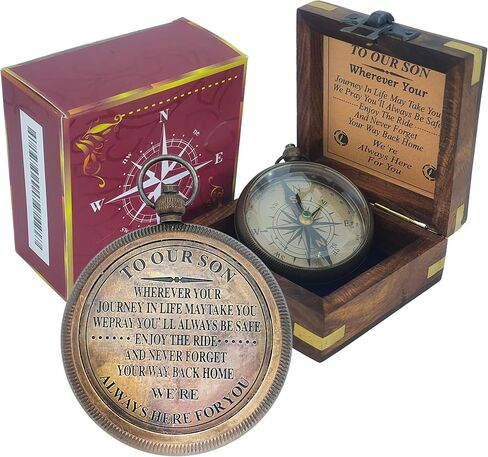 N
E
W
TO OUR SON
WHEREVER YOUR
JOURNEY IN LIFE MAYTAKE YOU
WEPRAY YOU'LL ALWAYS BE SAFE
ENJOY THE RIDE
AND NEVER FORGET
YOUR WAY BACK HOME
WE'RE
ALWAYS HERE FOR YOU
TO OUR SON
Wherever Your
Journey In Life May Take You
We Pray You'll Always Be Safe
Enjoy The Ride
And Never Forget
Your Way Back Home
We're
Always Here
For You